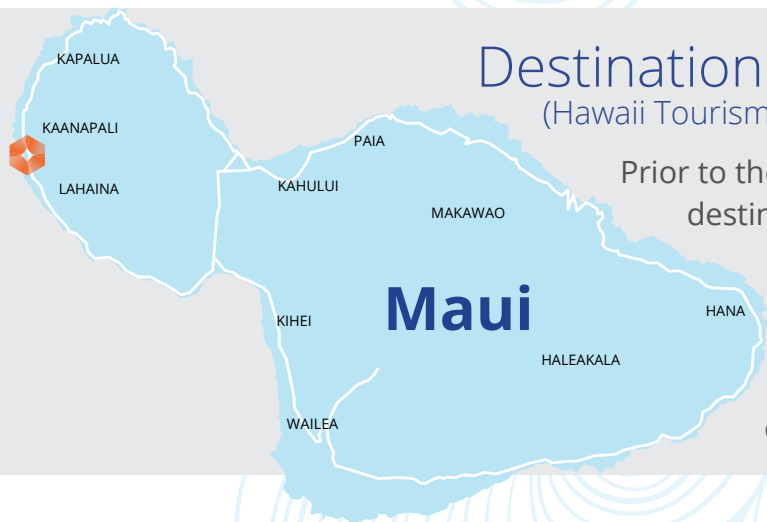 Destination
(Hawaii Tourism
Prior to the
destin
KAPALUA
KAANAPALI
LAHAINA
PAIA
KAHULUI
MAKAWAO
Maui
KIHEI
HANA
HALEAKALA
WAILEA